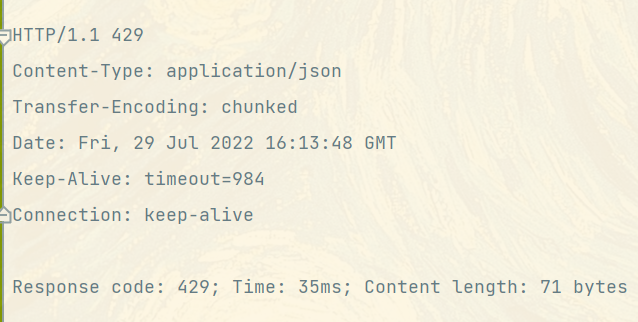 HTTP/1.1 429
Content-Type: application/json
Transfer-Encoding: chunked
Date: Fri, 29 Jul 2022 16:13:48 GMT
Keep-Alive: timeout=984
Connection: keep-alive
Response code: 429; Time: 35ms; Content length: 71 bytes